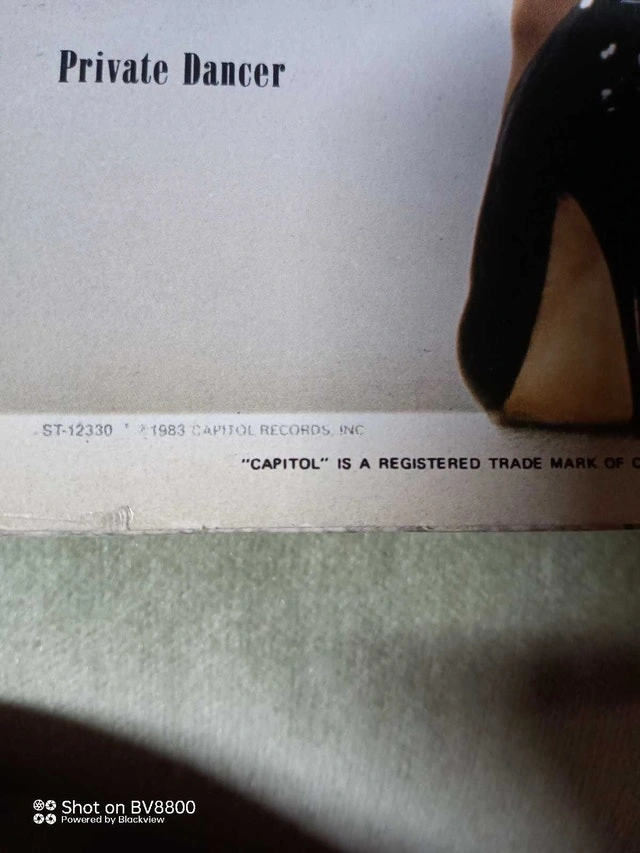 Private Dancer
ST-12330 ℗1983 CAPITOL RECORDS, INC
"CAPITOL" IS A REGISTERED TRADE MARK OF C
Shot on BV8800
Powered by Blackview